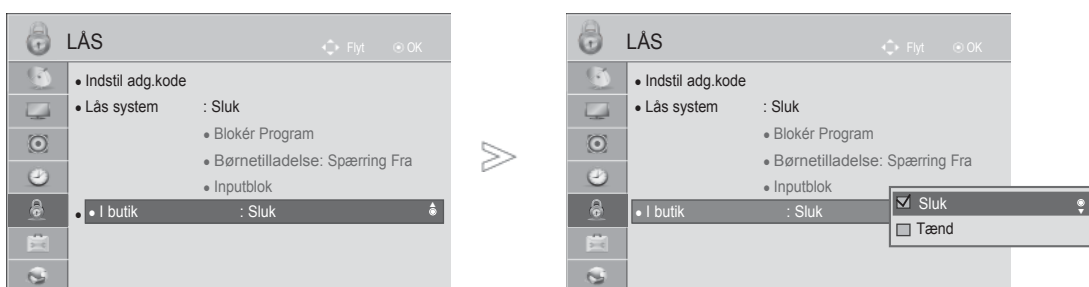 LÅS
Flyt
OK
• Indstil adg.kode
• Lås system : Sluk
• Blokér Program
• Børnetilladelse: Spærring Fra
• Inputblok
• • I butik : Sluk
LÅS
Flyt
OK
• Indstil adg.kode
• Lås system : Sluk
• Blokér Program
• Børnetilladelse: Spærring Fra
• Inputblok
• I butik : Sluk
Sluk
Tænd